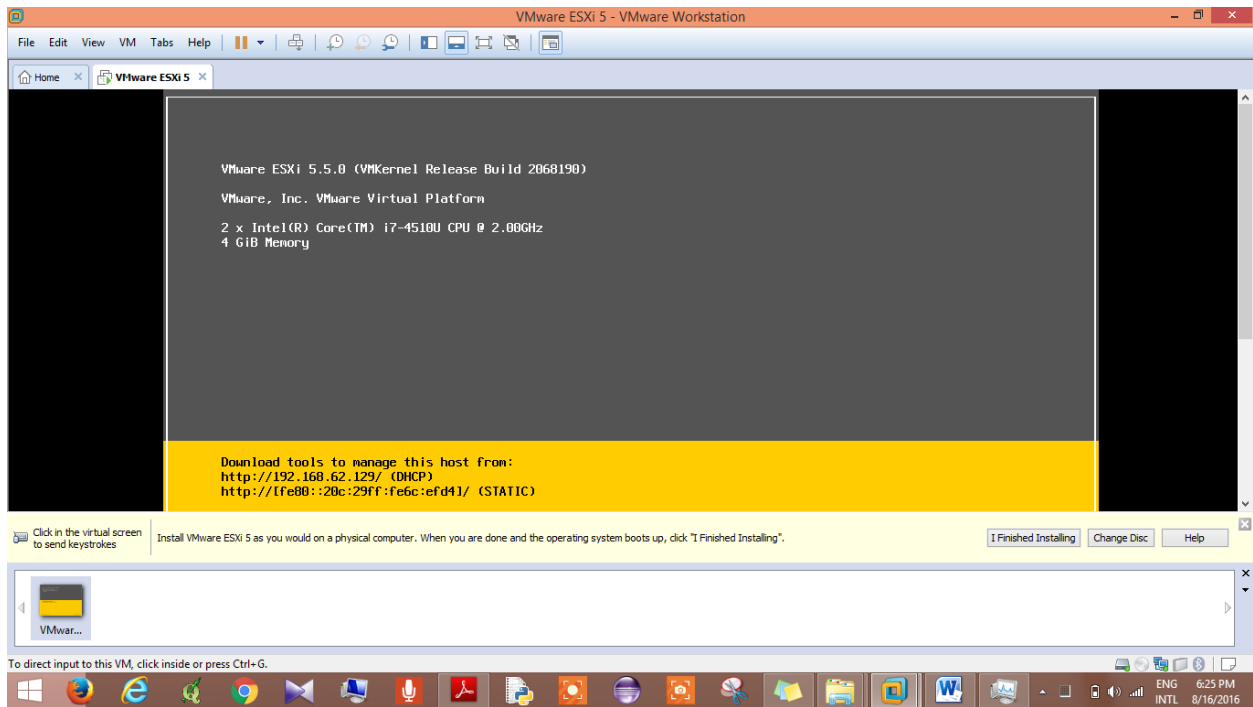 VMware ESXi 5 - VMware Workstation
File Edit View VM Tabs Help
Home VMware ESXi 5
VMware ESXi 5.5.0 (VMKernel Release Build 2068190)
VMware, Inc. VMware Virtual Platform
2 x Intel(R) Core(TM) i7-4510U CPU @ 2.00GHz
4 GiB Memory
Download tools to manage this host from:
http://192.168.62.129/ (DHCP)
http://[fe80::20c:29ff:fe6c:efd4]/ (STATIC)
Click in the virtual screen
to send keystrokes
Install VMware ESXi 5 as you would on a physical computer. When you are done and the operating system boots up, click "I Finished Installing".
I Finished Installing Change Disc Help
VMwar...
To direct input to this VM, click inside or press Ctrl+G.
ENG 6:25 PM
INTL 8/16/2016